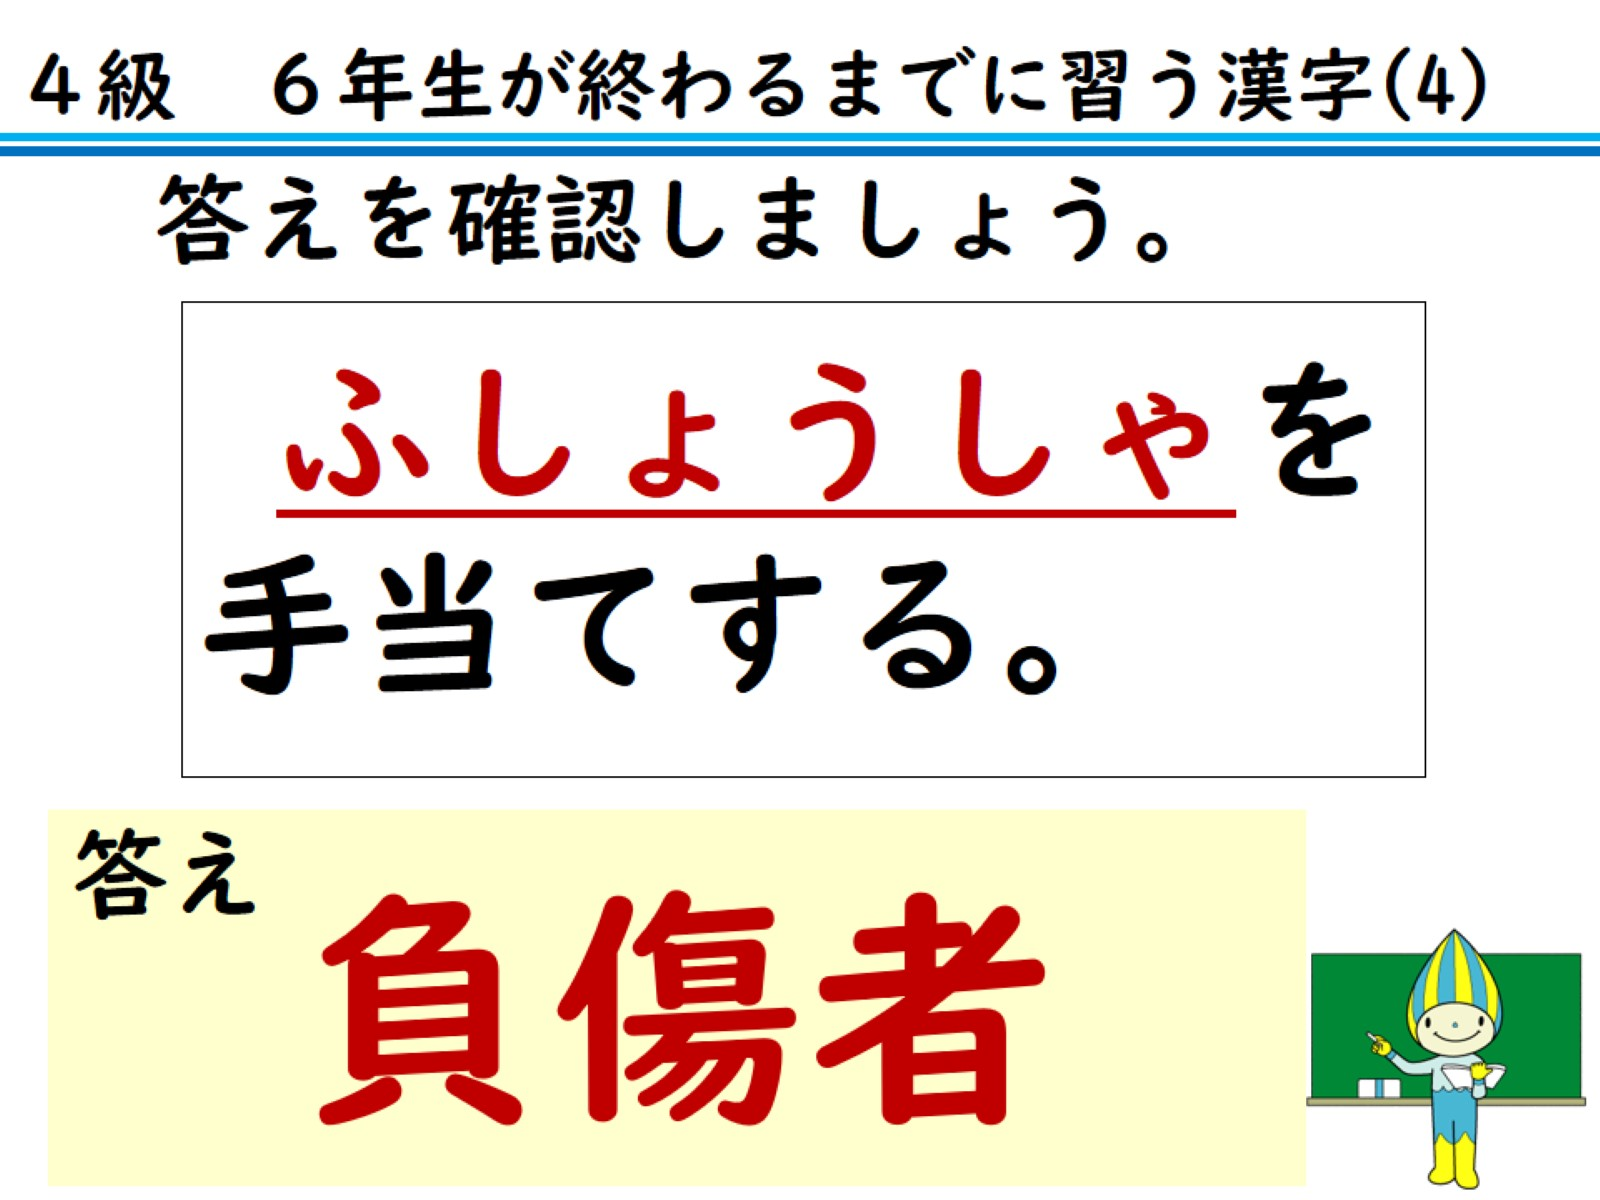 ４級　６年生が終わるまでに習う漢字(4)
答えを確認しましょう。
ふしょうしゃを
手当てする。
答え
負傷者